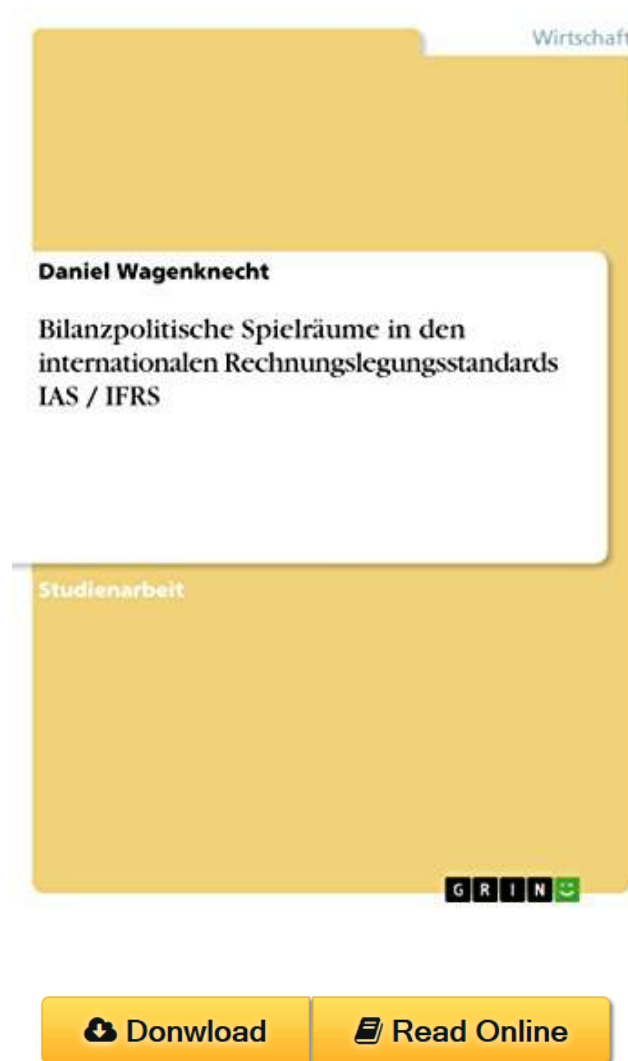 Wirtschaft
Daniel Wagenknecht
Bilanzpolitische Spielräume in den
internationalen Rechnungslegungsstandards
IAS / IFRS
Studienarbeit
GRIN
Donwload
Read Online